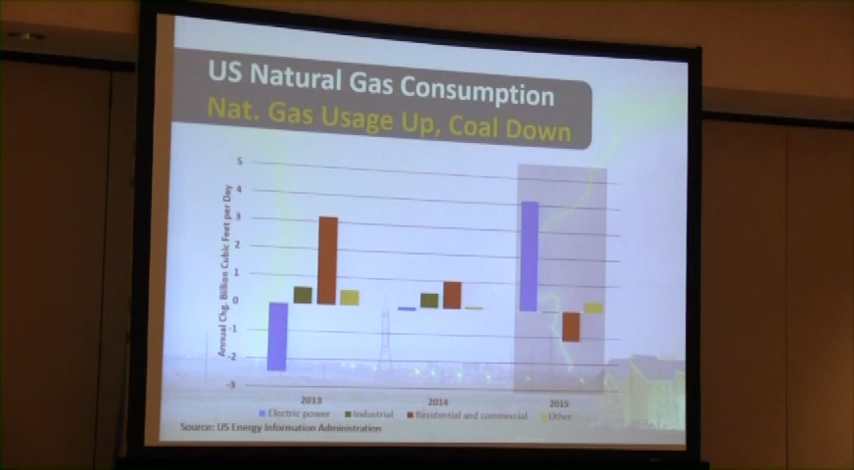 US Natural Gas Consumption
Nat. Gas Usage Up, Coal Down
Annual Chg. Billion Cubic Feet per Day
5
4
3
2
1
0
-1
-2
-3
2013
2014
2015
Electric power
Industrial
Residential and commercial
Other
Source: US Energy Information Administration